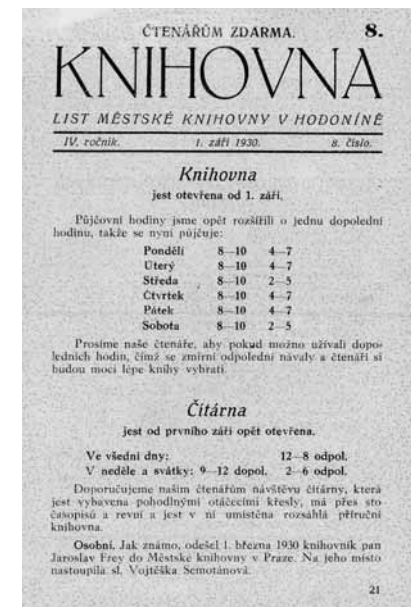 ČTENÁŘŮM ZDARMA. 8.
KNIHOVNA
LIST MĚSTSKÉ KNIHOVNY V HODONÍNĚ
IV. ročník. 1. září 1930. 8. číslo.
Knihovna
jest otevřena od 1. září.
Půjčovní hodiny jsme opět rozšířili o jednu dopolední
hodinu, takže se nyní půjčuje:
Pondělí 8—10 4—7
Úterý 8—10 4—7
Středa 8—10 2—5
Čtvrtek 8—10 4—7
Pátek 8—10 4—7
Sobota 8—10 2—5
Prosíme naše čtenáře, aby pokud možno užívali dopo-
ledních hodin, čímž se zmírní odpolední návaly a čtenáři si
budou moci lépe knihy vybrati.
Čítárna
jest od prvního září opět otevřena.
Ve všední dny: 12—8 odpol.
V neděle a svátky: 9—12 dopol. 2—6 odpol.
Doporučujeme našim čtenářům návštěvu čítárny, která
jest vybavena pohodlnými otáčecími křesly, má přes sto
časopisů a revuí a jest v ní umístěna rozsáhlá příruční
knihovna.
Osobní. Jak známo, odešel 1. března 1930 knihovník pan
Jaroslav Frey do Městské knihovny v Praze. Na jeho místo
nastoupila sl. Vojtěška Semotánová.
21